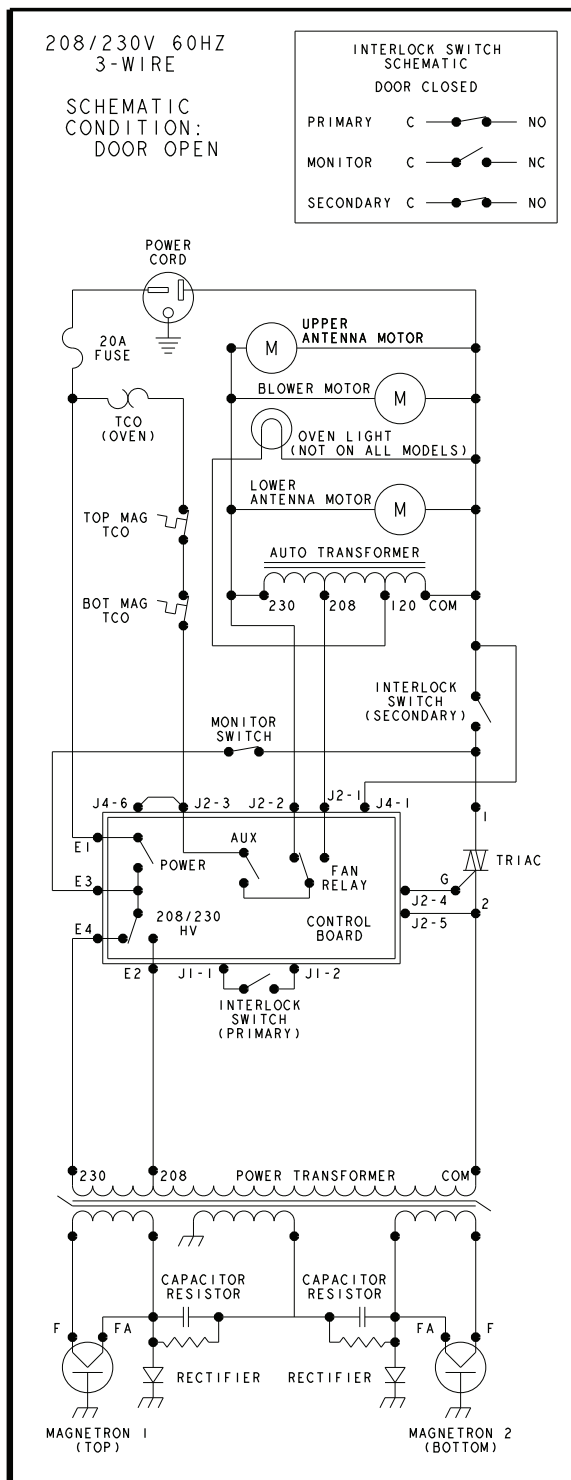 208/230V 60HZ
3-WIRE
SCHEMATIC
CONDITION:
DOOR OPEN
INTERLOCK SWITCH
SCHEMATIC
DOOR CLOSED
PRIMARY C NO
MONITOR C NC
SECONDARY C NO
POWER
CORD
20A
FUSE
UPPER
ANTENNA MOTOR
M
BLOWER MOTOR
M
TCO
(OVEN)
OVEN LIGHT
(NOT ON ALL MODELS)
LOWER
ANTENNA MOTOR
M
TOP MAG
TCO
AUTO TRANSFORMER
230 208 120 COM
BOT MAG
TCO
INTERLOCK
SWITCH
(SECONDARY)
MONITOR
SWITCH
J4-6 J2-3 J2-2 J2-1 J4-1 1
E1
POWER
AUX
FAN
RELAY
TRIAC
G
E3
J2-4
2
J2-5
E4
208/230
HV
CONTROL
BOARD
E2
J1-1 J1-2
INTERLOCK
SWITCH
(PRIMARY)
230 208 POWER TRANSFORMER COM
CAPACITOR
RESISTOR
CAPACITOR
RESISTOR
F FA FA F
RECTIFIER RECTIFIER
MAGNETRON 1
(TOP)
MAGNETRON 2
(BOTTOM)